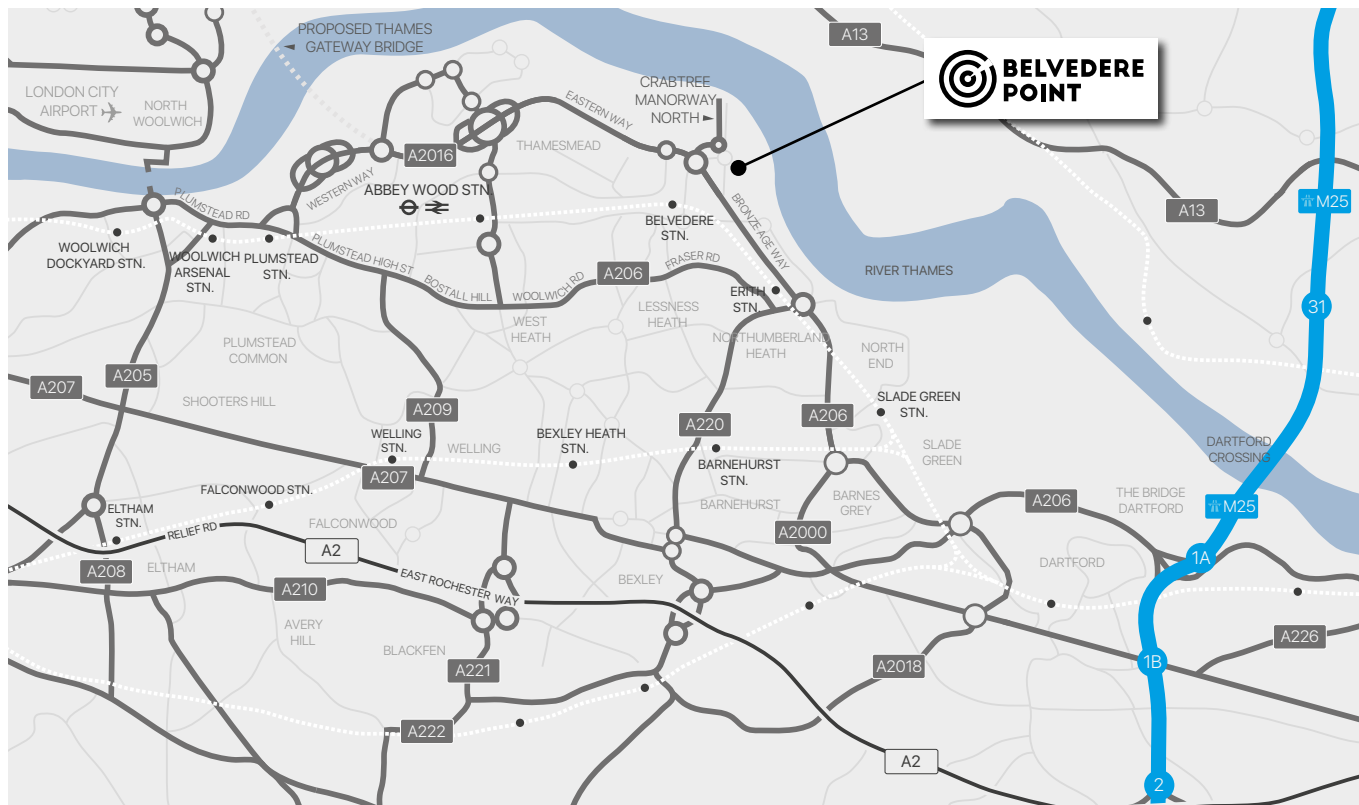 PROPOSED THAMES
GATEWAY BRIDGE
A13
BELVEDERE
POINT
LONDON CITY
AIRPORT
NORTH
WOOLWICH
CRABTREE
MANORWAY
NORTH
EASTERN WAY
THAMESMEAD
A2016
WESTERN WAY
ABBEY WOOD STN.
PLUMSTEAD RD
BRONZE AGE WAY
A13
M25
BELVEDERE
STN.
WOOLWICH
DOCKYARD STN.
WOOLWICH
ARSENAL
STN.
PLUMSTEAD
STN.
PLUMSTEAD HIGH ST
BOSTALL HILL
WOOLWICH RD
A206
FRASER RD
RIVER THAMES
ERITH
STN.
LESSNESS
HEATH
WEST
HEATH
31
NORTHUMBERLAND
HEATH
NORTH
END
PLUMSTEAD
COMMON
A205
A207
SHOOTERS HILL
A209
A220
A206
SLADE GREEN
STN.
WELLING
STN.
WELLING
BEXLEY HEATH
STN.
SLADE
GREEN
DARTFORD
CROSSING
A207
BARNEHURST
STN.
FALCONWOOD STN.
BARNEHURST
BARNES
GREY
A206
THE BRIDGE
DARTFORD
M25
ELTHAM
STN.
RELIEF RD
FALCONWOOD
A2000
A2
1A
A208
ELTHAM
EAST ROCHESTER WAY
BEXLEY
DARTFORD
A210
AVERY
HILL
BLACKFEN
A226
A221
A2018
1B
A222
A2
2